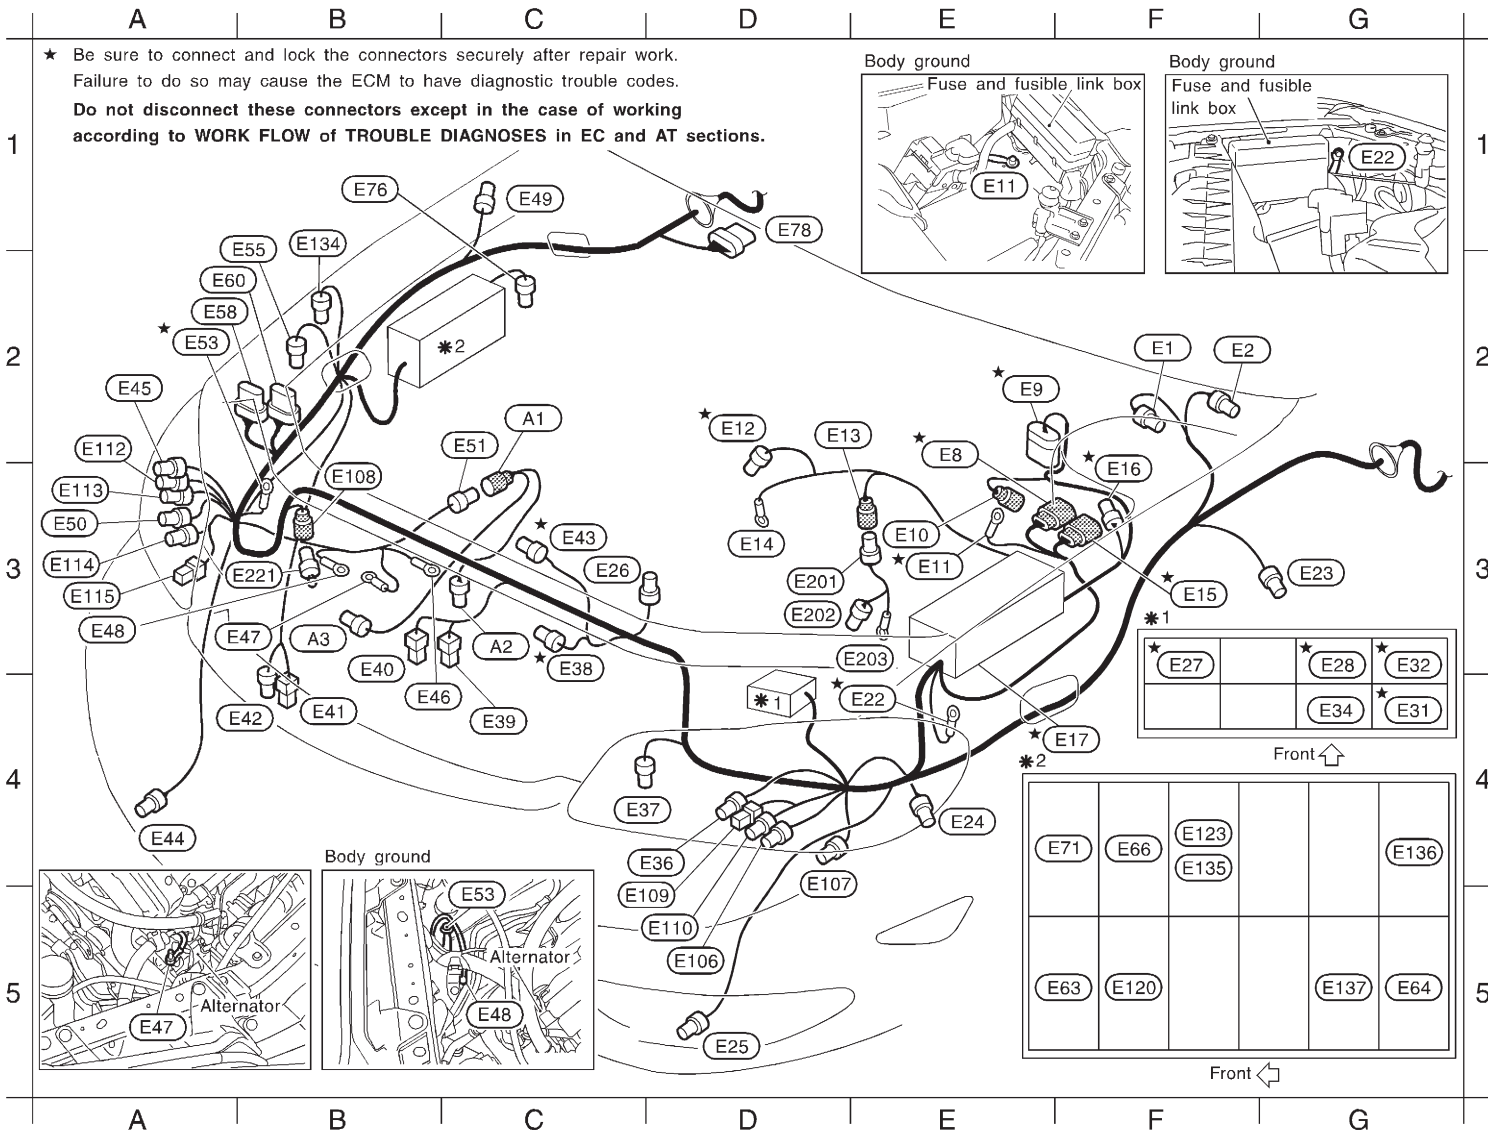 A B C D E F G
★ Be sure to connect and lock the connectors securely after repair work.
Failure to do so may cause the ECM to have diagnostic trouble codes.
Do not disconnect these connectors except in the case of working
according to WORK FLOW of TROUBLE DIAGNOSES in EC and AT sections.
Body ground
Fuse and fusible link box
E11
Body ground
Fuse and fusible
link box
E22
1 1
E76
E49
E78
E134
E55
E60
E58
★ E53
✱2
2 2
E1
E2
★ E9
E45
A1
★ E12
E13
E51
★ E8
E112
★ E16
E108
E113
E50
E10
★ E43
E14
E114
★ E11
3 3
E26
E221
E201
E23
E115
★ E15
E202
E48
E47
A3
A2
E203
E40
★ E38
✱1
★ E27
★ E28
★ E32
E34
★ E31
Front
E46
★ E22
✱1
E42
E41
E39
★ E17
✱2
4 4
E37
E24
E44
E36
E107
E109
E110
E106
E25
E71
E66
E123
E135
E136
E63
E120
E137
E64
Front
Alternator
E47
Body ground
E53
Alternator
E48
5 5
A B C D E F G